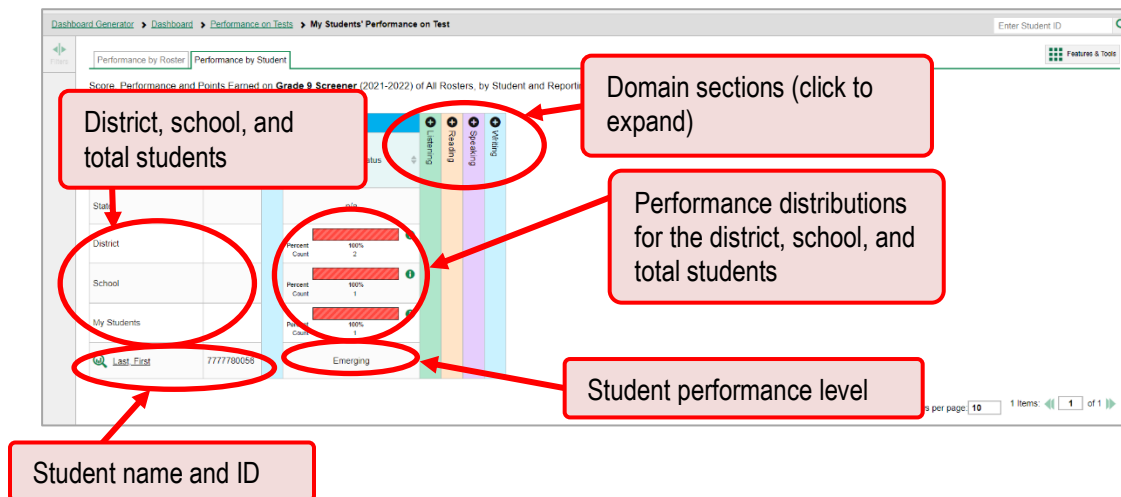 Dashboard Generator > Dashboard > Performance on Tests > My Students' Performance on Test
Enter Student ID
Filters
Performance by Roster
Performance by Student
Features & Tools
Score, Performance and Points Earned on Grade 9 Screener (2021-2022) of All Rosters, by Student and Reporting
Domain sections (click to
expand)
District, school, and
total students
Listening
Reading
Speaking
Writing
State
n/a
Performance distributions
for the district, school, and
total students
District
Percent 100%
Count 2
School
Percent 100%
Count 1
My Students
Percent 100%
Count 1
Last, First 7777780056 Emerging
Student performance level
per page: 10 1 Items: 1 of 1
Student name and ID